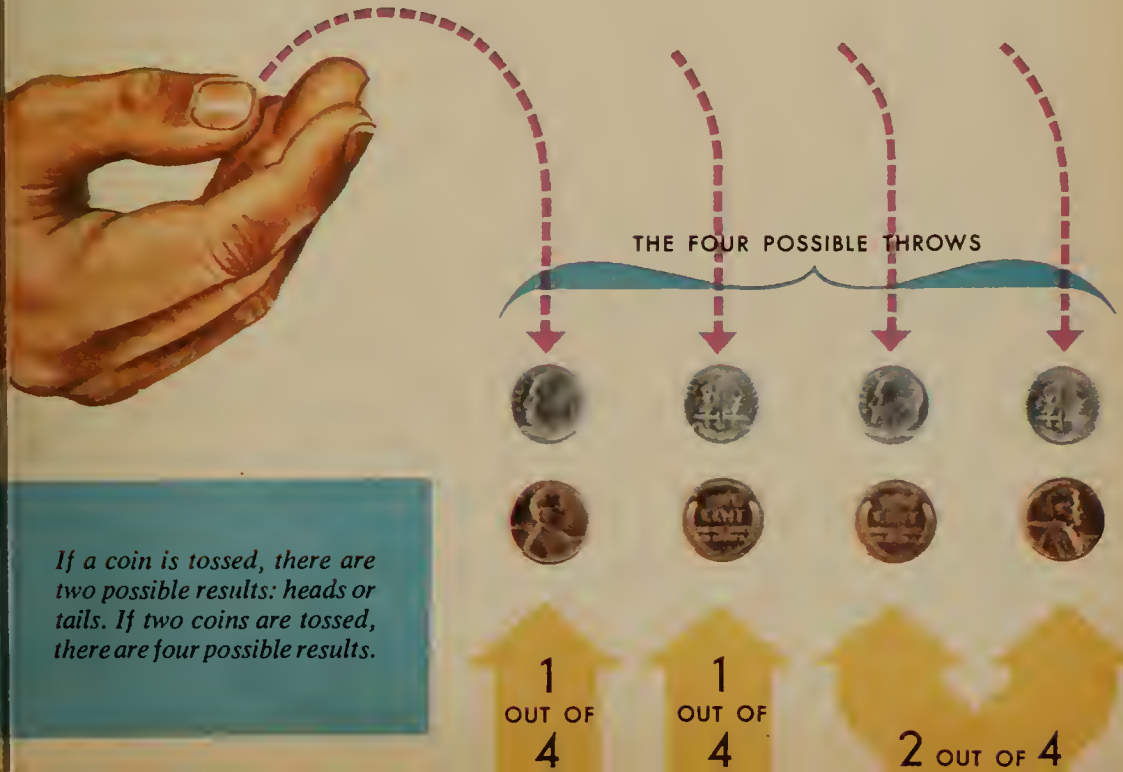 THE FOUR POSSIBLE THROWS
If a coin is tossed, there are
two possible results: heads or
tails. If two coins are tossed,
there are four possible results.
1
OUT OF
4
1
OUT OF
4
2 OUT OF 4